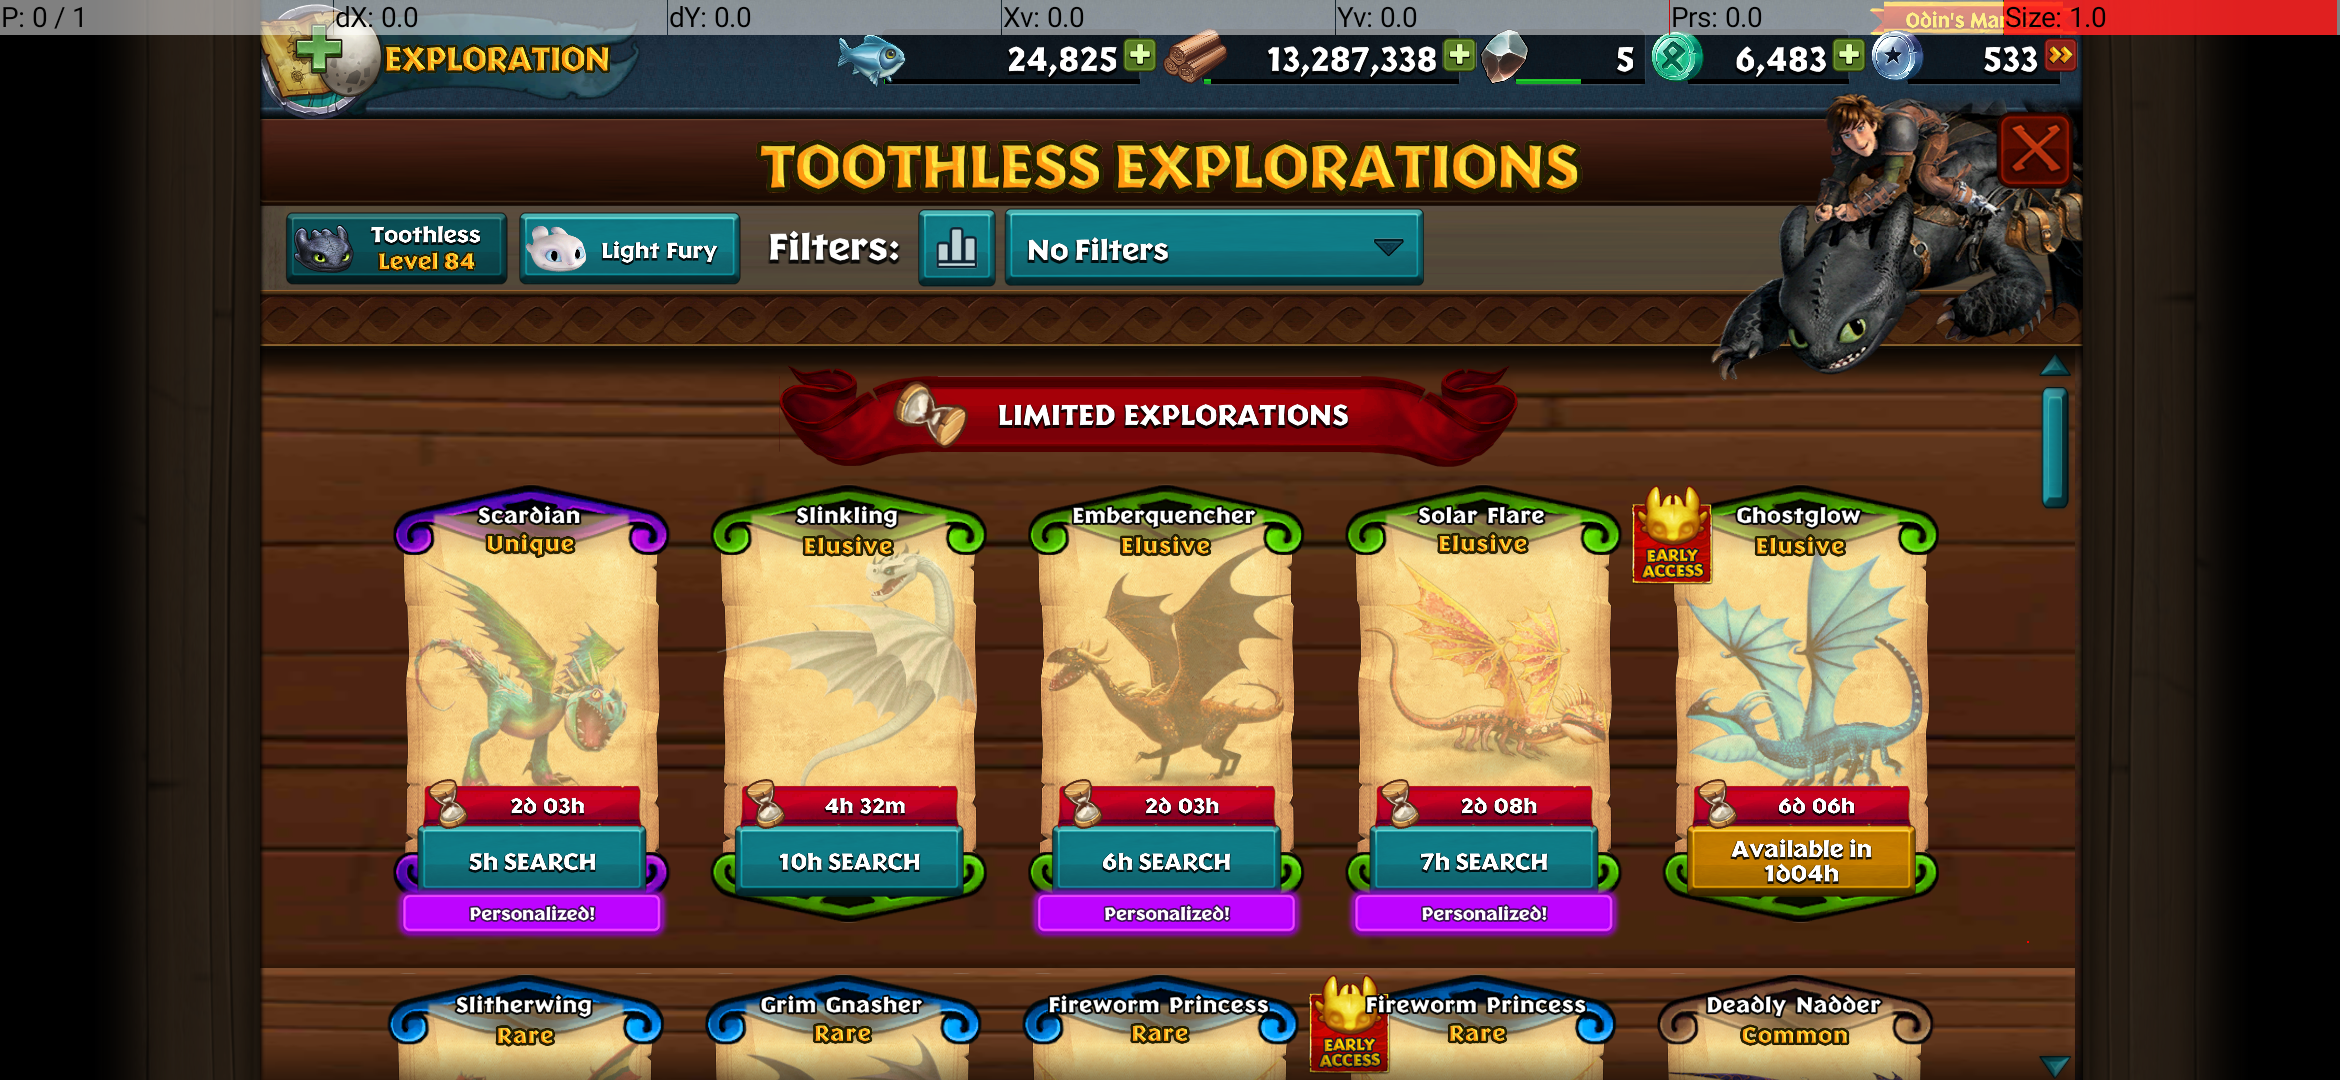 P: 0 / 1
dX: 0.0
dY: 0.0
Xv: 0.0
Yv: 0.0
Prs: 0.0
Size: 1.0
Odin's Mar
EXPLORATION
24,825
13,287,338
5
6,483
533
TOOTHLESS EXPLORATIONS
Toothless
Level 84
Light Fury
Filters:
No Filters
LIMITED EXPLORATIONS
Scardian
Unique
2d 03h
5h SEARCH
Personalized!
Slinkling
Elusive
4h 32m
10h SEARCH
Emberquencher
Elusive
2d 03h
6h SEARCH
Personalized!
Solar Flare
Elusive
2d 08h
7h SEARCH
Personalized!
EARLY
ACCESS
Ghostglow
Elusive
6d 06h
Available in
1d04h
Slitherwing
Rare
Grim Gnasher
Rare
Fireworm Princess
Rare
EARLY
ACCESS
Fireworm Princess
Rare
Deadly Nadder
Common